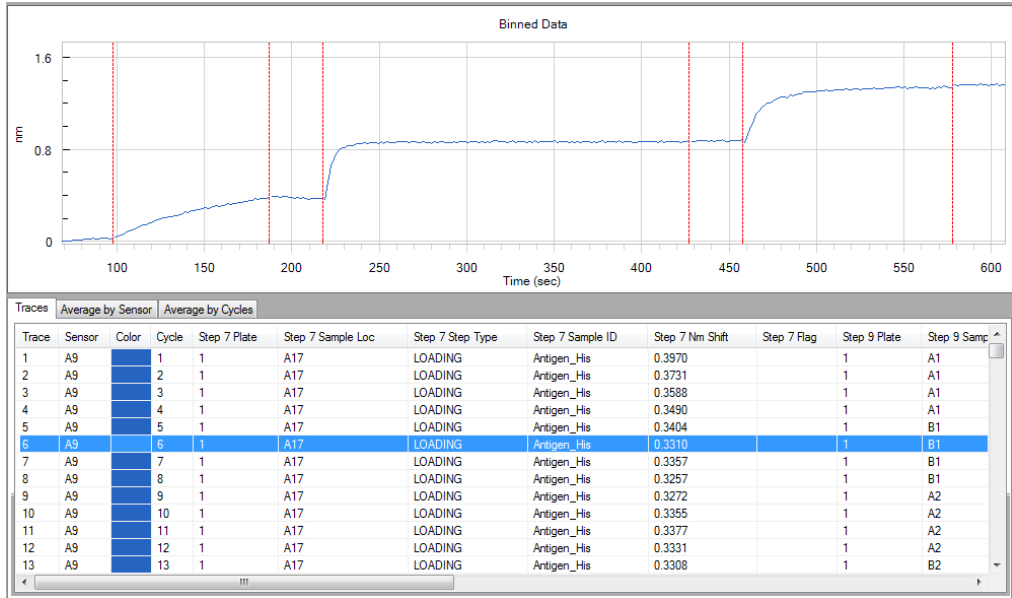 Binned Data
1.6
0.8
0
nm
100 150 200 250 300 350 400 450 500 550 600
Time (sec)
Traces Average by Sensor Average by Cycles
Trace Sensor Color Cycle Step 7 Plate Step 7 Sample Loc Step 7 Step Type Step 7 Sample ID Step 7 Nm Shift Step 7 Flag Step 9 Plate Step 9 Samp
1 A9 1 1 A17 LOADING Antigen_His 0.3970 1 A1
2 A9 2 1 A17 LOADING Antigen_His 0.3731 1 A1
3 A9 3 1 A17 LOADING Antigen_His 0.3588 1 A1
4 A9 4 1 A17 LOADING Antigen_His 0.3490 1 A1
5 A9 5 1 A17 LOADING Antigen_His 0.3404 1 B1
6 A9 6 1 A17 LOADING Antigen_His 0.3310 1 B1
7 A9 7 1 A17 LOADING Antigen_His 0.3357 1 B1
8 A9 8 1 A17 LOADING Antigen_His 0.3257 1 B1
9 A9 9 1 A17 LOADING Antigen_His 0.3272 1 A2
10 A9 10 1 A17 LOADING Antigen_His 0.3355 1 A2
11 A9 11 1 A17 LOADING Antigen_His 0.3377 1 A2
12 A9 12 1 A17 LOADING Antigen_His 0.3331 1 A2
13 A9 13 1 A17 LOADING Antigen_His 0.3308 1 B2